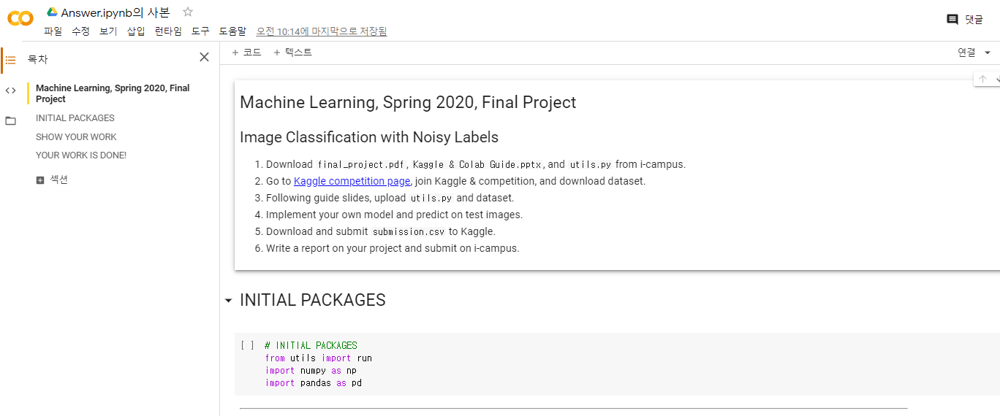 Answer.ipynb의 사본
파일 수정 보기 삽입 런타임 도구 도움말 오전 10:14에 마지막으로 저장됨
댓글
목차
Machine Learning, Spring 2020, Final
Project
INITIAL PACKAGES
SHOW YOUR WORK
YOUR WORK IS DONE!
섹션
+ 코드 + 텍스트
연결
Machine Learning, Spring 2020, Final Project
Image Classification with Noisy Labels
1. Download final_project.pdf, Kaggle & Colab Guide.pptx, and utils.py from i-campus.
2. Go to Kaggle competition page, join Kaggle & competition, and download dataset.
3. Following guide slides, upload utils.py and dataset.
4. Implement your own model and predict on test images.
5. Download and submit submission.csv to Kaggle.
6. Write a report on your project and submit on i-campus.
INITIAL PACKAGES
[ ] # INITIAL PACKAGES
from utils import run
import numpy as np
import pandas as pd